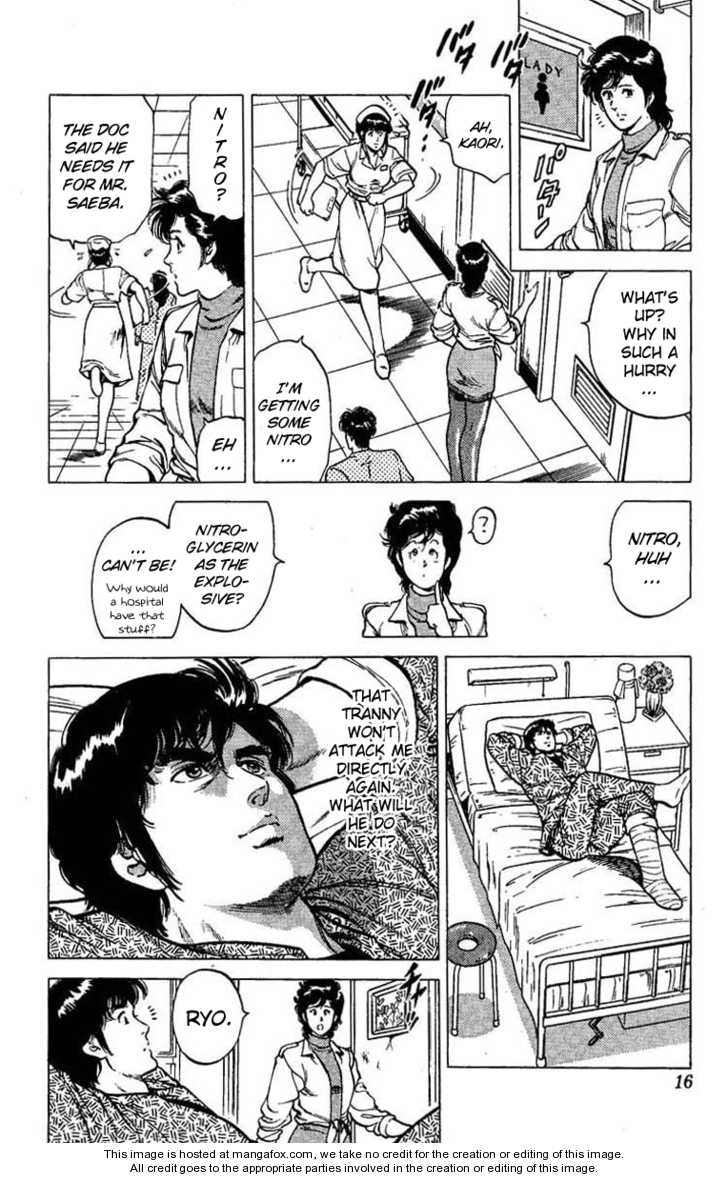 LADY
バターン
AH,
KAORI.
WHAT'S
UP?
WHY IN
SUCH A
HURRY
...
I'M
GETTING
SOME
NITRO
...
NITRO?
THE DOC
SAID HE
NEEDS IT
FOR MR.
SAEBA.
EH
...
NITRO,
HUH
...
?
NITRO-
GLYCERIN
AS THE
EXPLO-
SIVE?
...
CAN'T BE!
Why would
a hospital
have that
stuff?
THAT
TRANNY
WON'T
ATTACK ME
DIRECTLY
AGAIN.
WHAT WILL
HE DO
NEXT?
RYO.
16
This image is hosted at mangafox.com, we take no credit for the creation or editing of this image.
All credit goes to the appropriate parties involved in the creation or editing of this image.